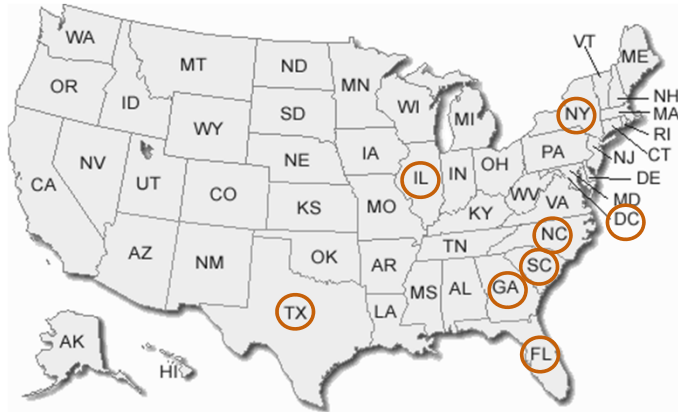 WA
MT
ND
MN
VT
ME
OR
ID
SD
WI
MI
NY
NH
MA
RI
CT
WY
NE
IA
IL
IN
OH
PA
NJ
DE
MD
DC
NV
UT
CO
KS
MO
KY
WV
VA
CA
AZ
NM
OK
AR
TN
NC
SC
TX
LA
MS
AL
GA
FL
AK
HI